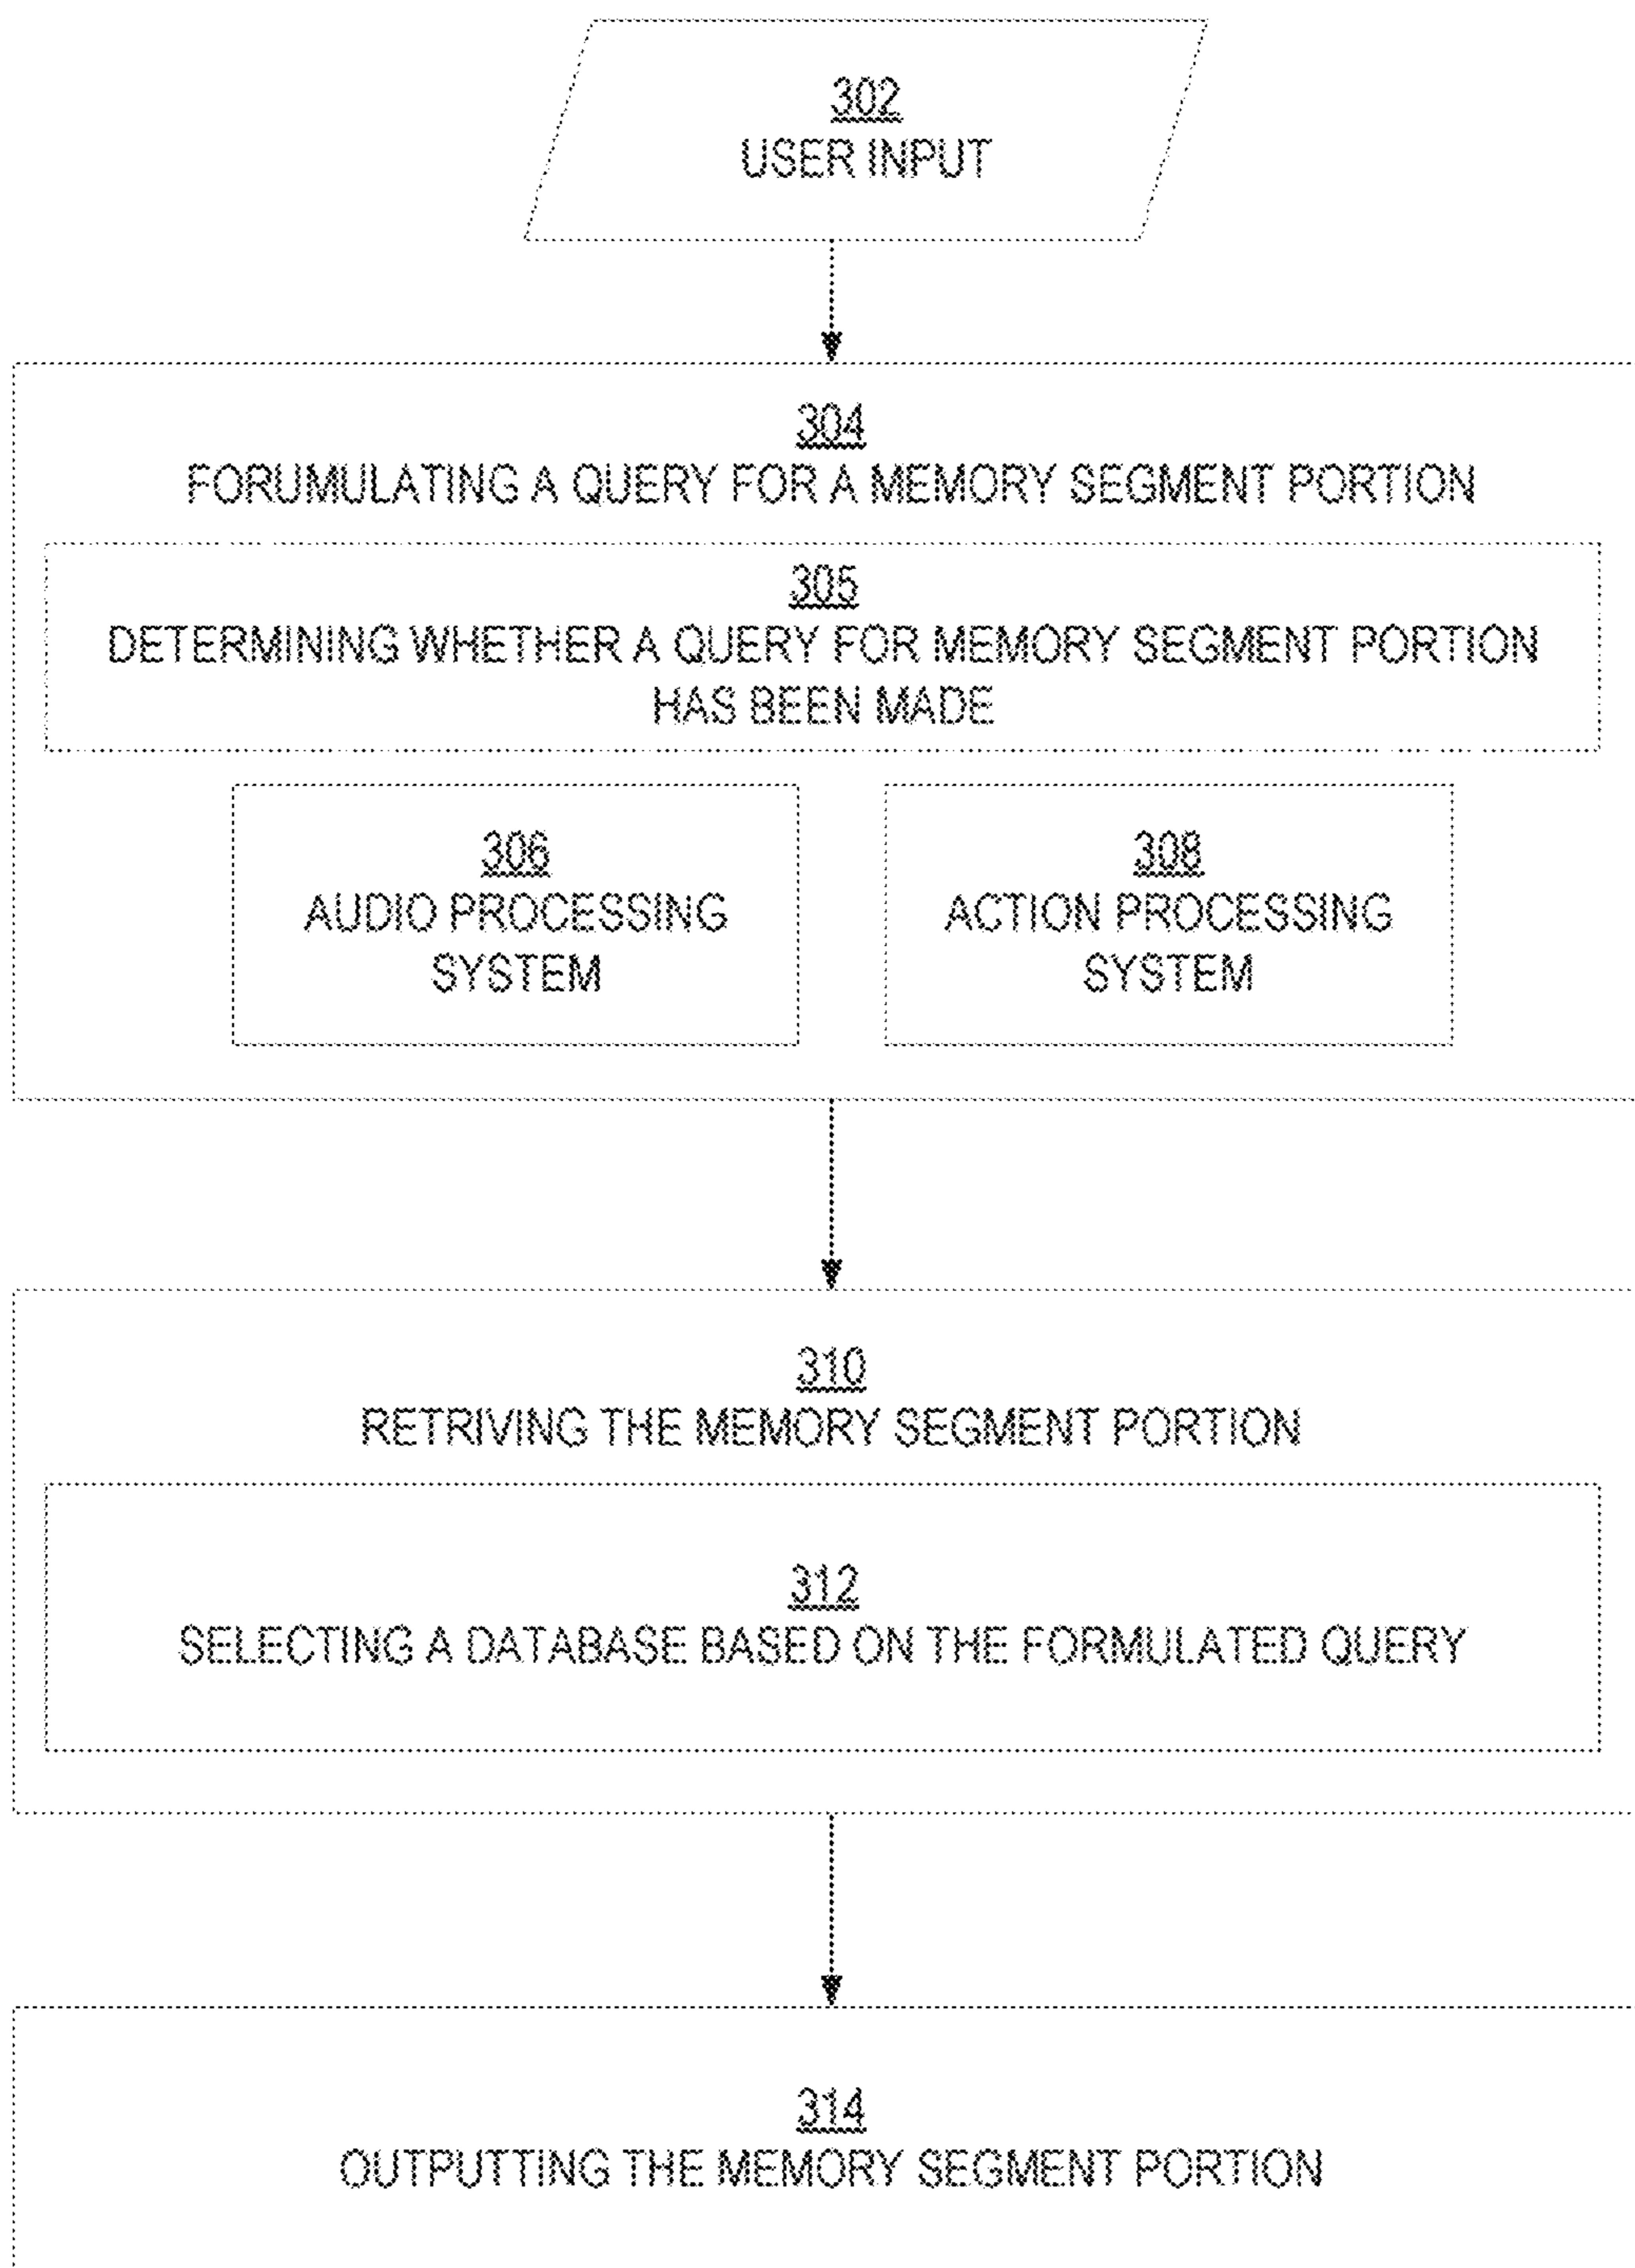 302
USER INPUT
304
FORUMULATING A QUERY FOR A MEMORY SEGMENT PORTION
305
DETERMINING WHETHER A QUERY FOR MEMORY SEGMENT PORTION
HAS BEEN MADE
306
AUDIO PROCESSING
SYSTEM
308
ACTION PROCESSING
SYSTEM
310
RETRIVING THE MEMORY SEGMENT PORTION
312
SELECTING A DATABASE BASED ON THE FORMULATED QUERY
314
OUTPUTTING THE MEMORY SEGMENT PORTION